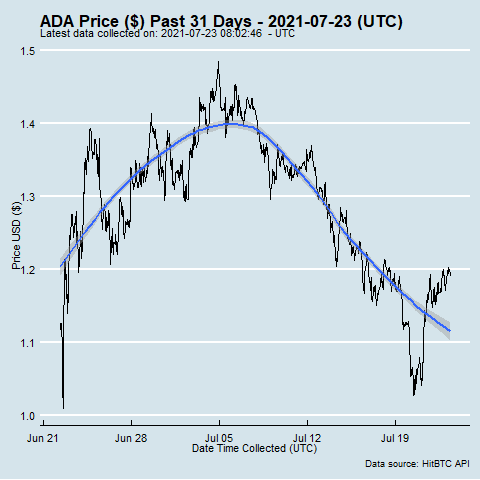 ADA Price ($) Past 31 Days - 2021-07-23 (UTC)
Latest data collected on: 2021-07-23 08:02:46 - UTC
1.5
1.4
1.3
1.2
1.1
1.0
Price USD ($)
Jun 21 Jun 28 Jul 05 Jul 12 Jul 19
Date Time Collected (UTC)
Data source: HitBTC API